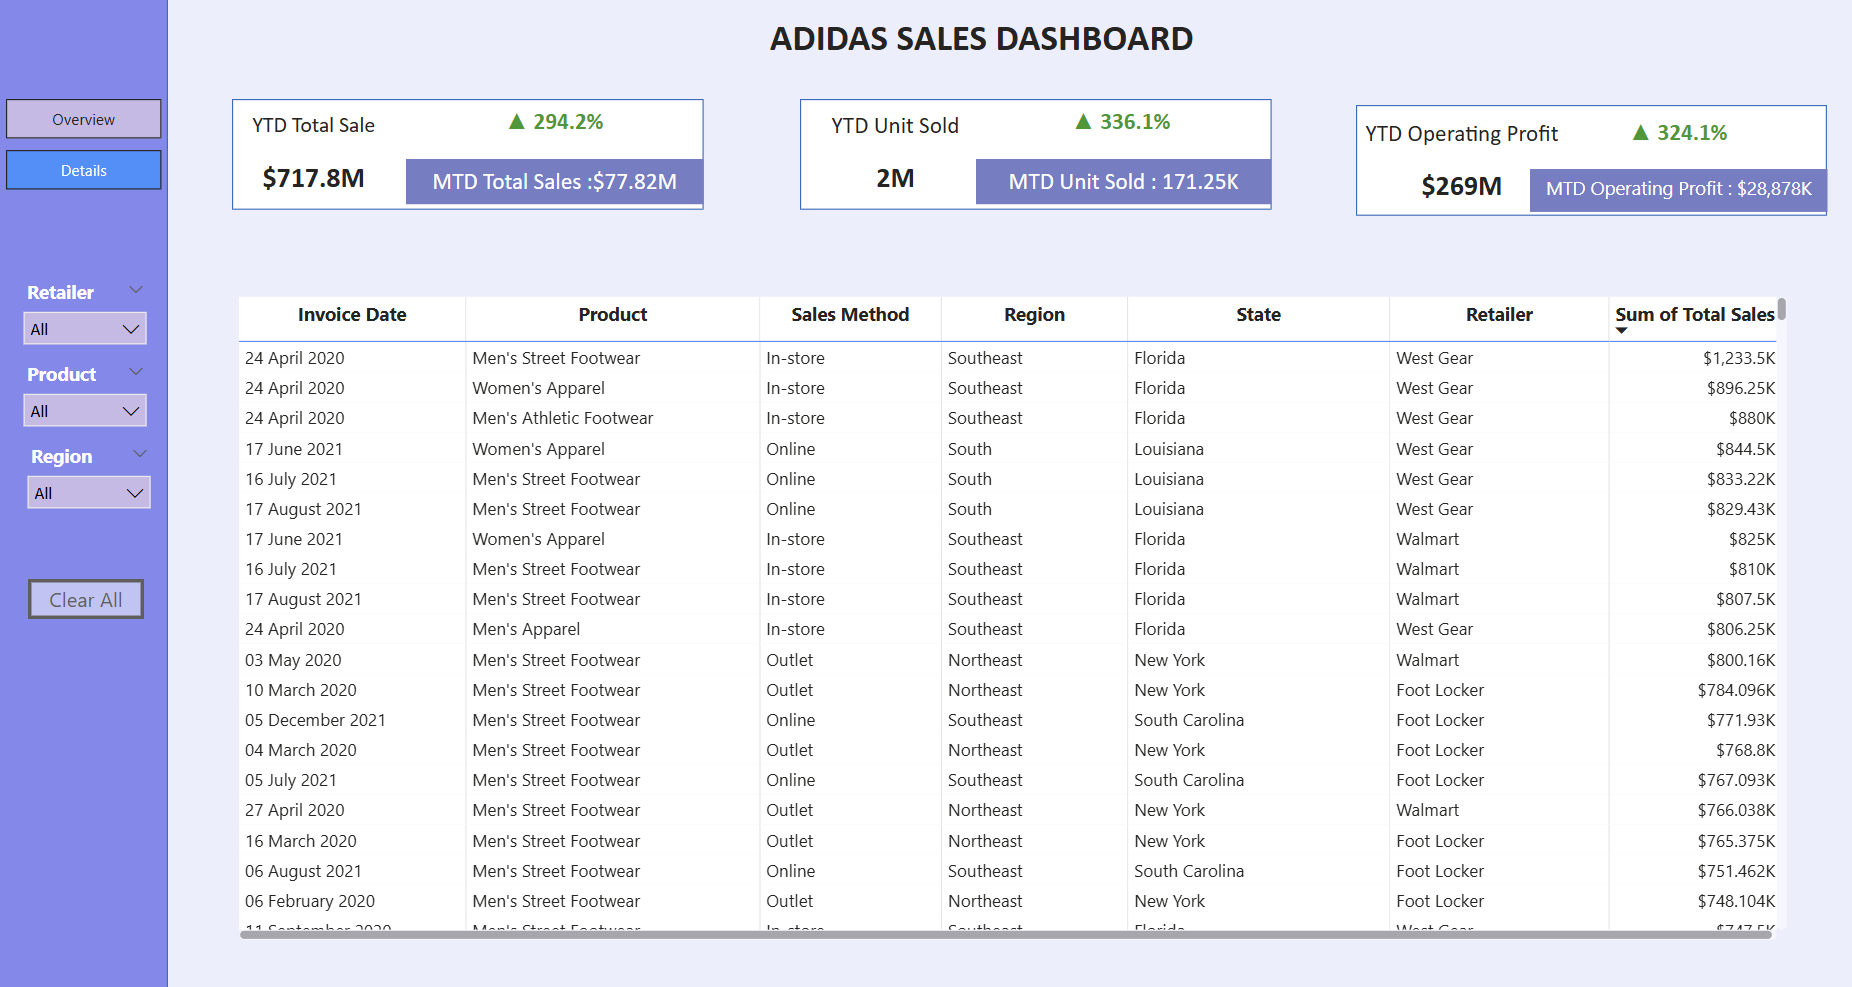 ADIDAS SALES DASHBOARD
Overview
Details
YTD Total Sale ▲ 294.2%
$717.8M MTD Total Sales :$77.82M
YTD Unit Sold ▲ 336.1%
2M MTD Unit Sold : 171.25K
YTD Operating Profit ▲ 324.1%
$269M MTD Operating Profit : $28,878K
Retailer
All
Product
All
Region
All
Clear All
Invoice Date Product Sales Method Region State Retailer Sum of Total Sales
24 April 2020 Men's Street Footwear In-store Southeast Florida West Gear $1,233.5K
24 April 2020 Women's Apparel In-store Southeast Florida West Gear $896.25K
24 April 2020 Men's Athletic Footwear In-store Southeast Florida West Gear $880K
17 June 2021 Women's Apparel Online South Louisiana West Gear $844.5K
16 July 2021 Men's Street Footwear Online South Louisiana West Gear $833.22K
17 August 2021 Men's Street Footwear Online South Louisiana West Gear $829.43K
17 June 2021 Women's Apparel In-store Southeast Florida Walmart $825K
16 July 2021 Men's Street Footwear In-store Southeast Florida Walmart $810K
17 August 2021 Men's Street Footwear In-store Southeast Florida Walmart $807.5K
24 April 2020 Men's Apparel In-store Southeast Florida West Gear $806.25K
03 May 2020 Men's Street Footwear Outlet Northeast New York Walmart $800.16K
10 March 2020 Men's Street Footwear Outlet Northeast New York Foot Locker $784.096K
05 December 2021 Men's Street Footwear Online Southeast South Carolina Foot Locker $771.93K
04 March 2020 Men's Street Footwear Outlet Northeast New York Foot Locker $768.8K
05 July 2021 Men's Street Footwear Online Southeast South Carolina Foot Locker $767.093K
27 April 2020 Men's Street Footwear Outlet Northeast New York Walmart $766.038K
16 March 2020 Men's Street Footwear Outlet Northeast New York Foot Locker $765.375K
06 August 2021 Men's Street Footwear Online Southeast South Carolina Foot Locker $751.462K
06 February 2020 Men's Street Footwear Outlet Northeast New York Foot Locker $748.104K
11 September 2020 Men's Street Footwear In-store Southeast Florida West Gear $747.5K